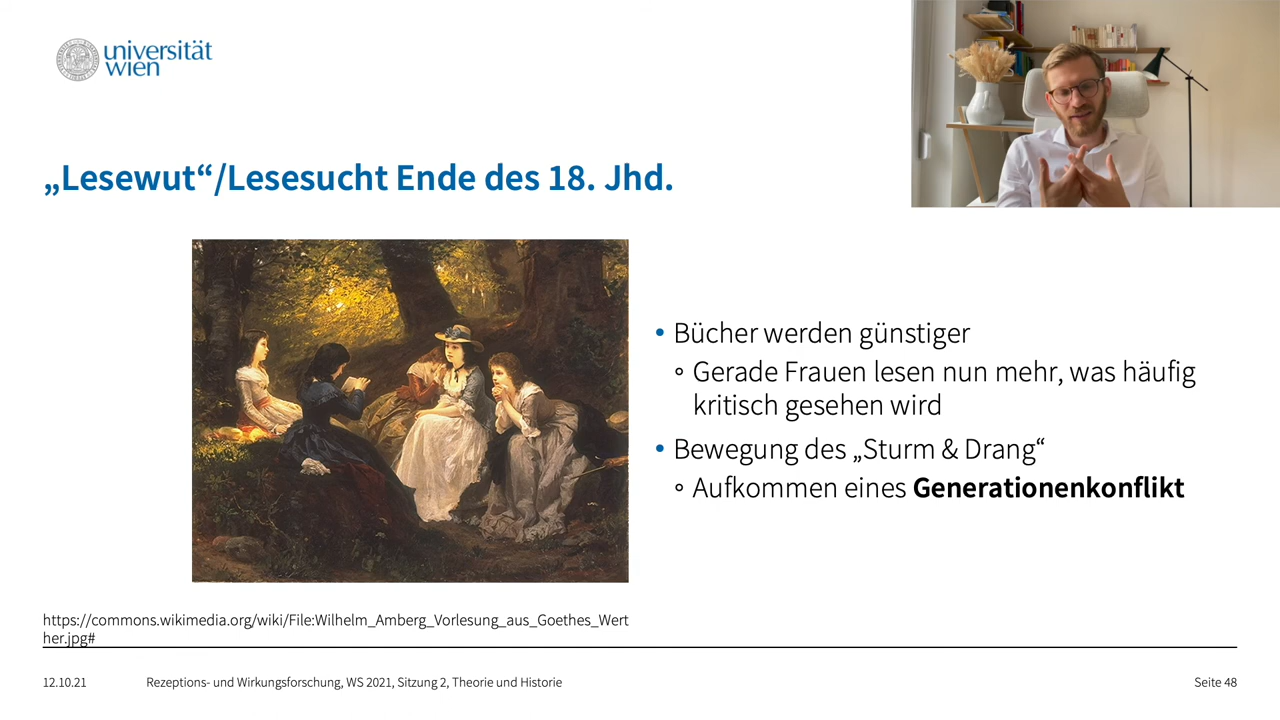 universität
wien
„Lesewut“/Lesesucht Ende des 18. Jhd.
• Bücher werden günstiger
◦ Gerade Frauen lesen nun mehr, was häufig
kritisch gesehen wird
• Bewegung des „Sturm & Drang“
◦ Aufkommen eines Generationenkonflikt
https://commons.wikimedia.org/wiki/File:Wilhelm_Amberg_Vorlesung_aus_Goethes_Wert
her.jpg#
12.10.21 Rezeptions- und Wirkungsforschung, WS 2021, Sitzung 2, Theorie und Historie Seite 48